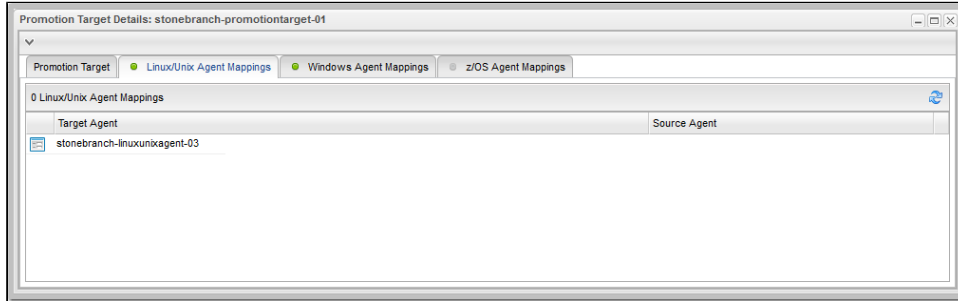 Promotion Target Details: stonebranch-promotiontarget-01
Promotion Target Linux/Unix Agent Mappings Windows Agent Mappings z/OS Agent Mappings
0 Linux/Unix Agent Mappings
Target Agent Source Agent
stonebranch-linuxunixagent-03